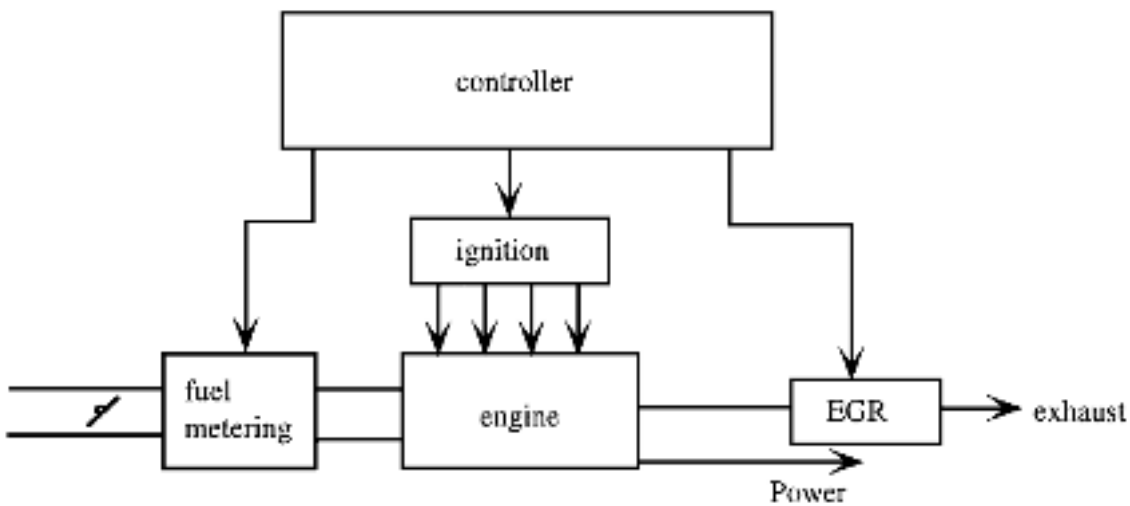 controller
ignition
fuel
metering
engine
EGR
exhaust
Power